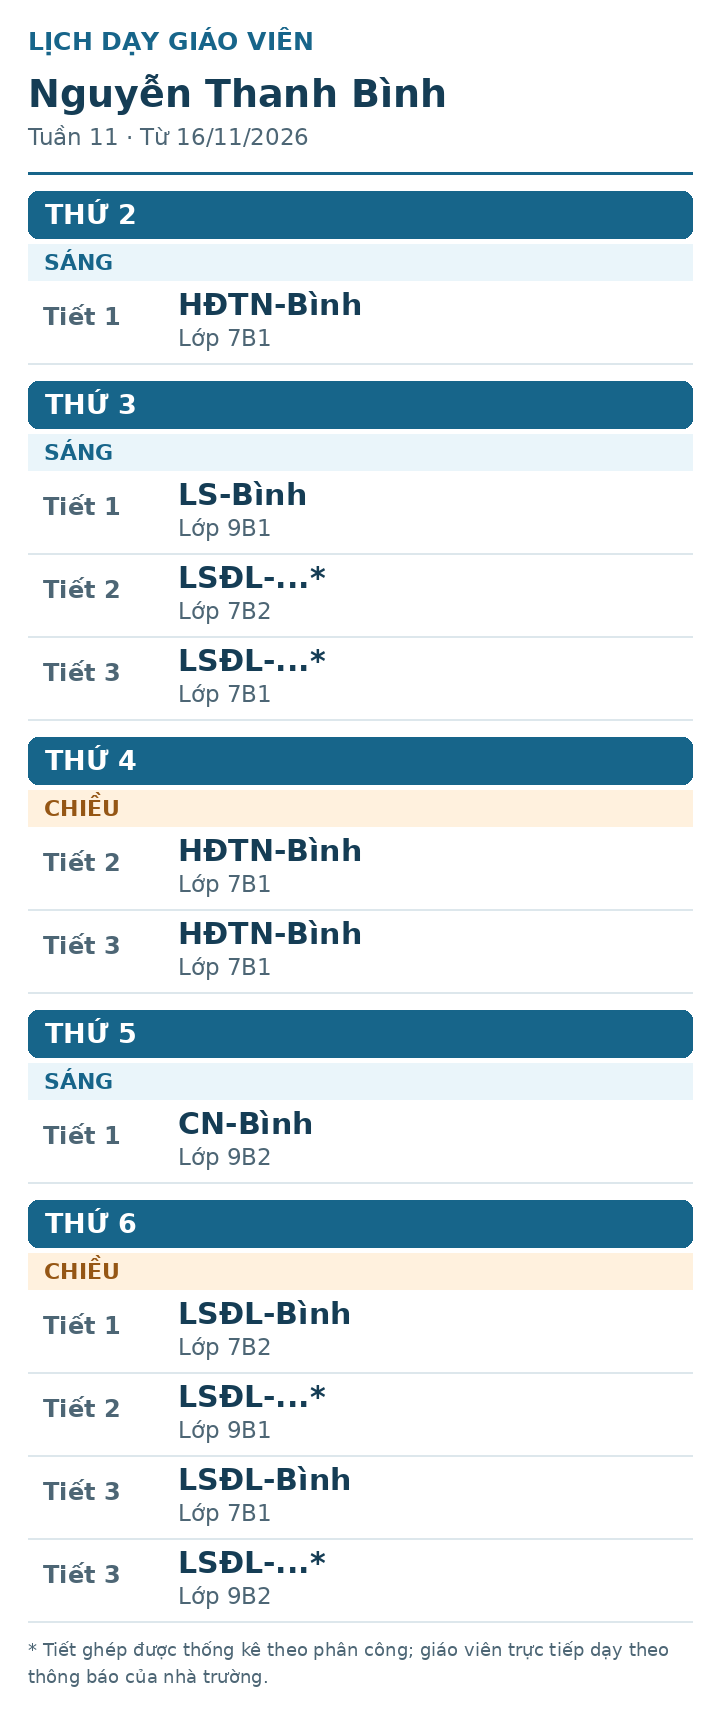 LỊCH DẠY GIÁO VIÊN
Nguyễn Thanh Bình
Tuần 11 · Từ 16/11/2026
THỨ 2
SÁNG
Tiết 1 HĐTN-Bình
Lớp 7B1
THỨ 3
SÁNG
Tiết 1 LS-Bình
Lớp 9B1
Tiết 2 LSĐL-...*
Lớp 7B2
Tiết 3 LSĐL-...*
Lớp 7B1
THỨ 4
CHIỀU
Tiết 2 HĐTN-Bình
Lớp 7B1
Tiết 3 HĐTN-Bình
Lớp 7B1
THỨ 5
SÁNG
Tiết 1 CN-Bình
Lớp 9B2
THỨ 6
CHIỀU
Tiết 1 LSĐL-Bình
Lớp 7B2
Tiết 2 LSĐL-...*
Lớp 9B1
Tiết 3 LSĐL-Bình
Lớp 7B1
Tiết 3 LSĐL-...*
Lớp 9B2
* Tiết ghép được thống kê theo phân công; giáo viên trực tiếp dạy theo
thông báo của nhà trường.